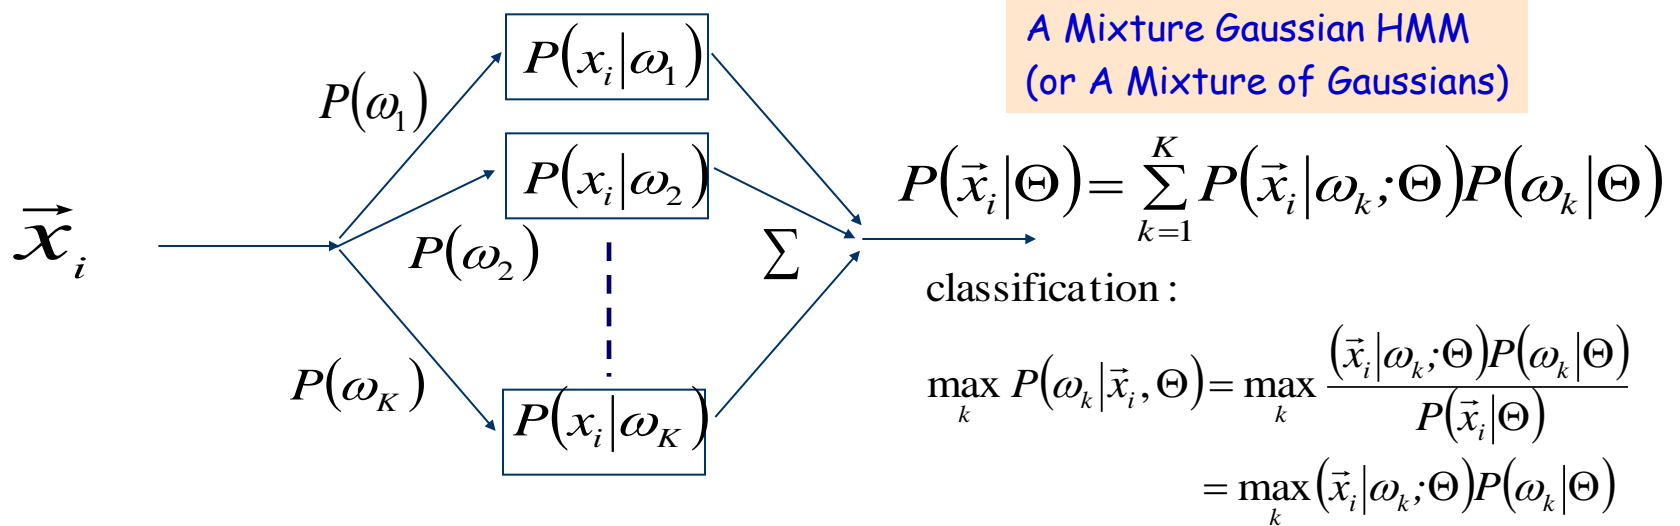 A Mixture Gaussian HMM
(or A Mixture of Gaussians)
P(x_i|ω_1)
P(ω_1)
P(x_i|ω_2)
P(x⃗_i|Θ) = ∑_{k=1}^{K} P(x⃗_i|ω_k;Θ)P(ω_k|Θ)
x⃗_i
P(ω_2)
∑
classification :
P(ω_K)
max_k P(ω_k|x⃗_i, Θ) = max_k (x⃗_i|ω_k;Θ)P(ω_k|Θ) / P(x⃗_i|Θ)
P(x_i|ω_K)
= max_k (x⃗_i|ω_k;Θ)P(ω_k|Θ)